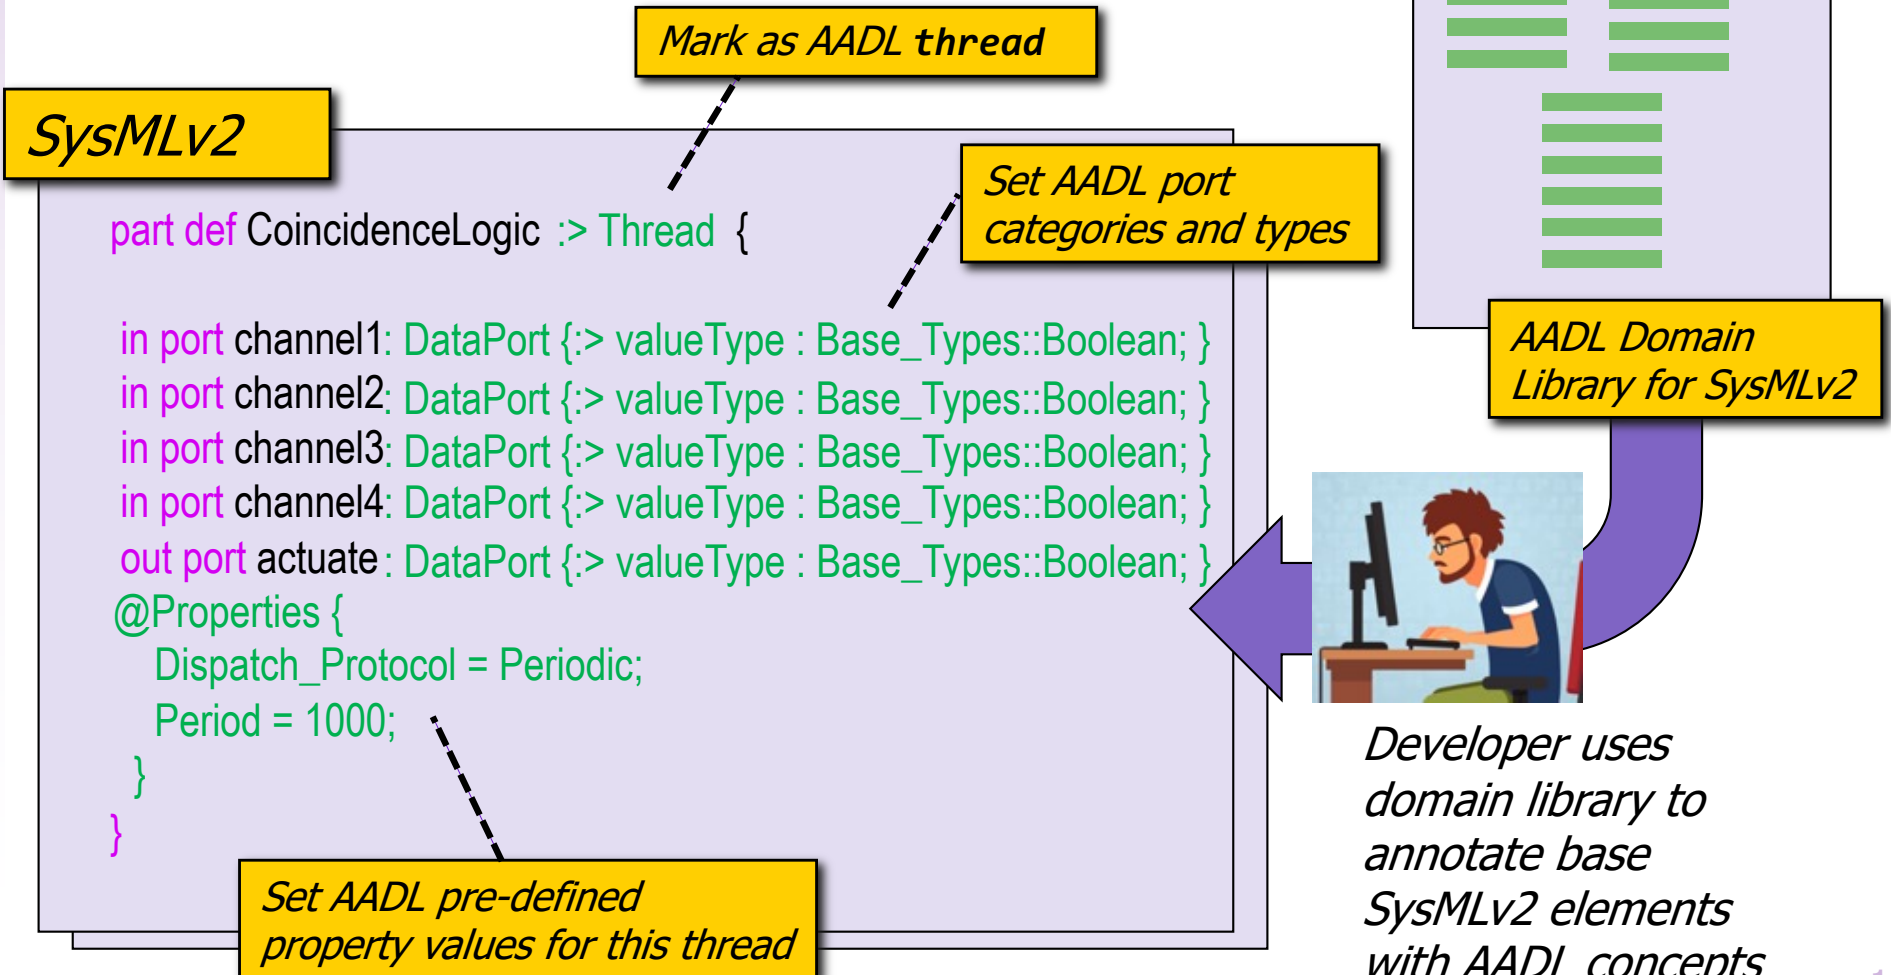 Mark as AADL thread
SysMLv2
Set AADL port
categories and types
part def CoincidenceLogic :> Thread {
in port channel1: DataPort {:> valueType : Base_Types::Boolean; }
in port channel2: DataPort {:> valueType : Base_Types::Boolean; }
in port channel3: DataPort {:> valueType : Base_Types::Boolean; }
in port channel4: DataPort {:> valueType : Base_Types::Boolean; }
out port actuate : DataPort {:> valueType : Base_Types::Boolean; }
@Properties {
Dispatch_Protocol = Periodic;
Period = 1000;
}
}
Set AADL pre-defined
property values for this thread
AADL Domain
Library for SysMLv2
Developer uses
domain library to
annotate base
SysMLv2 elements
with AADL concepts